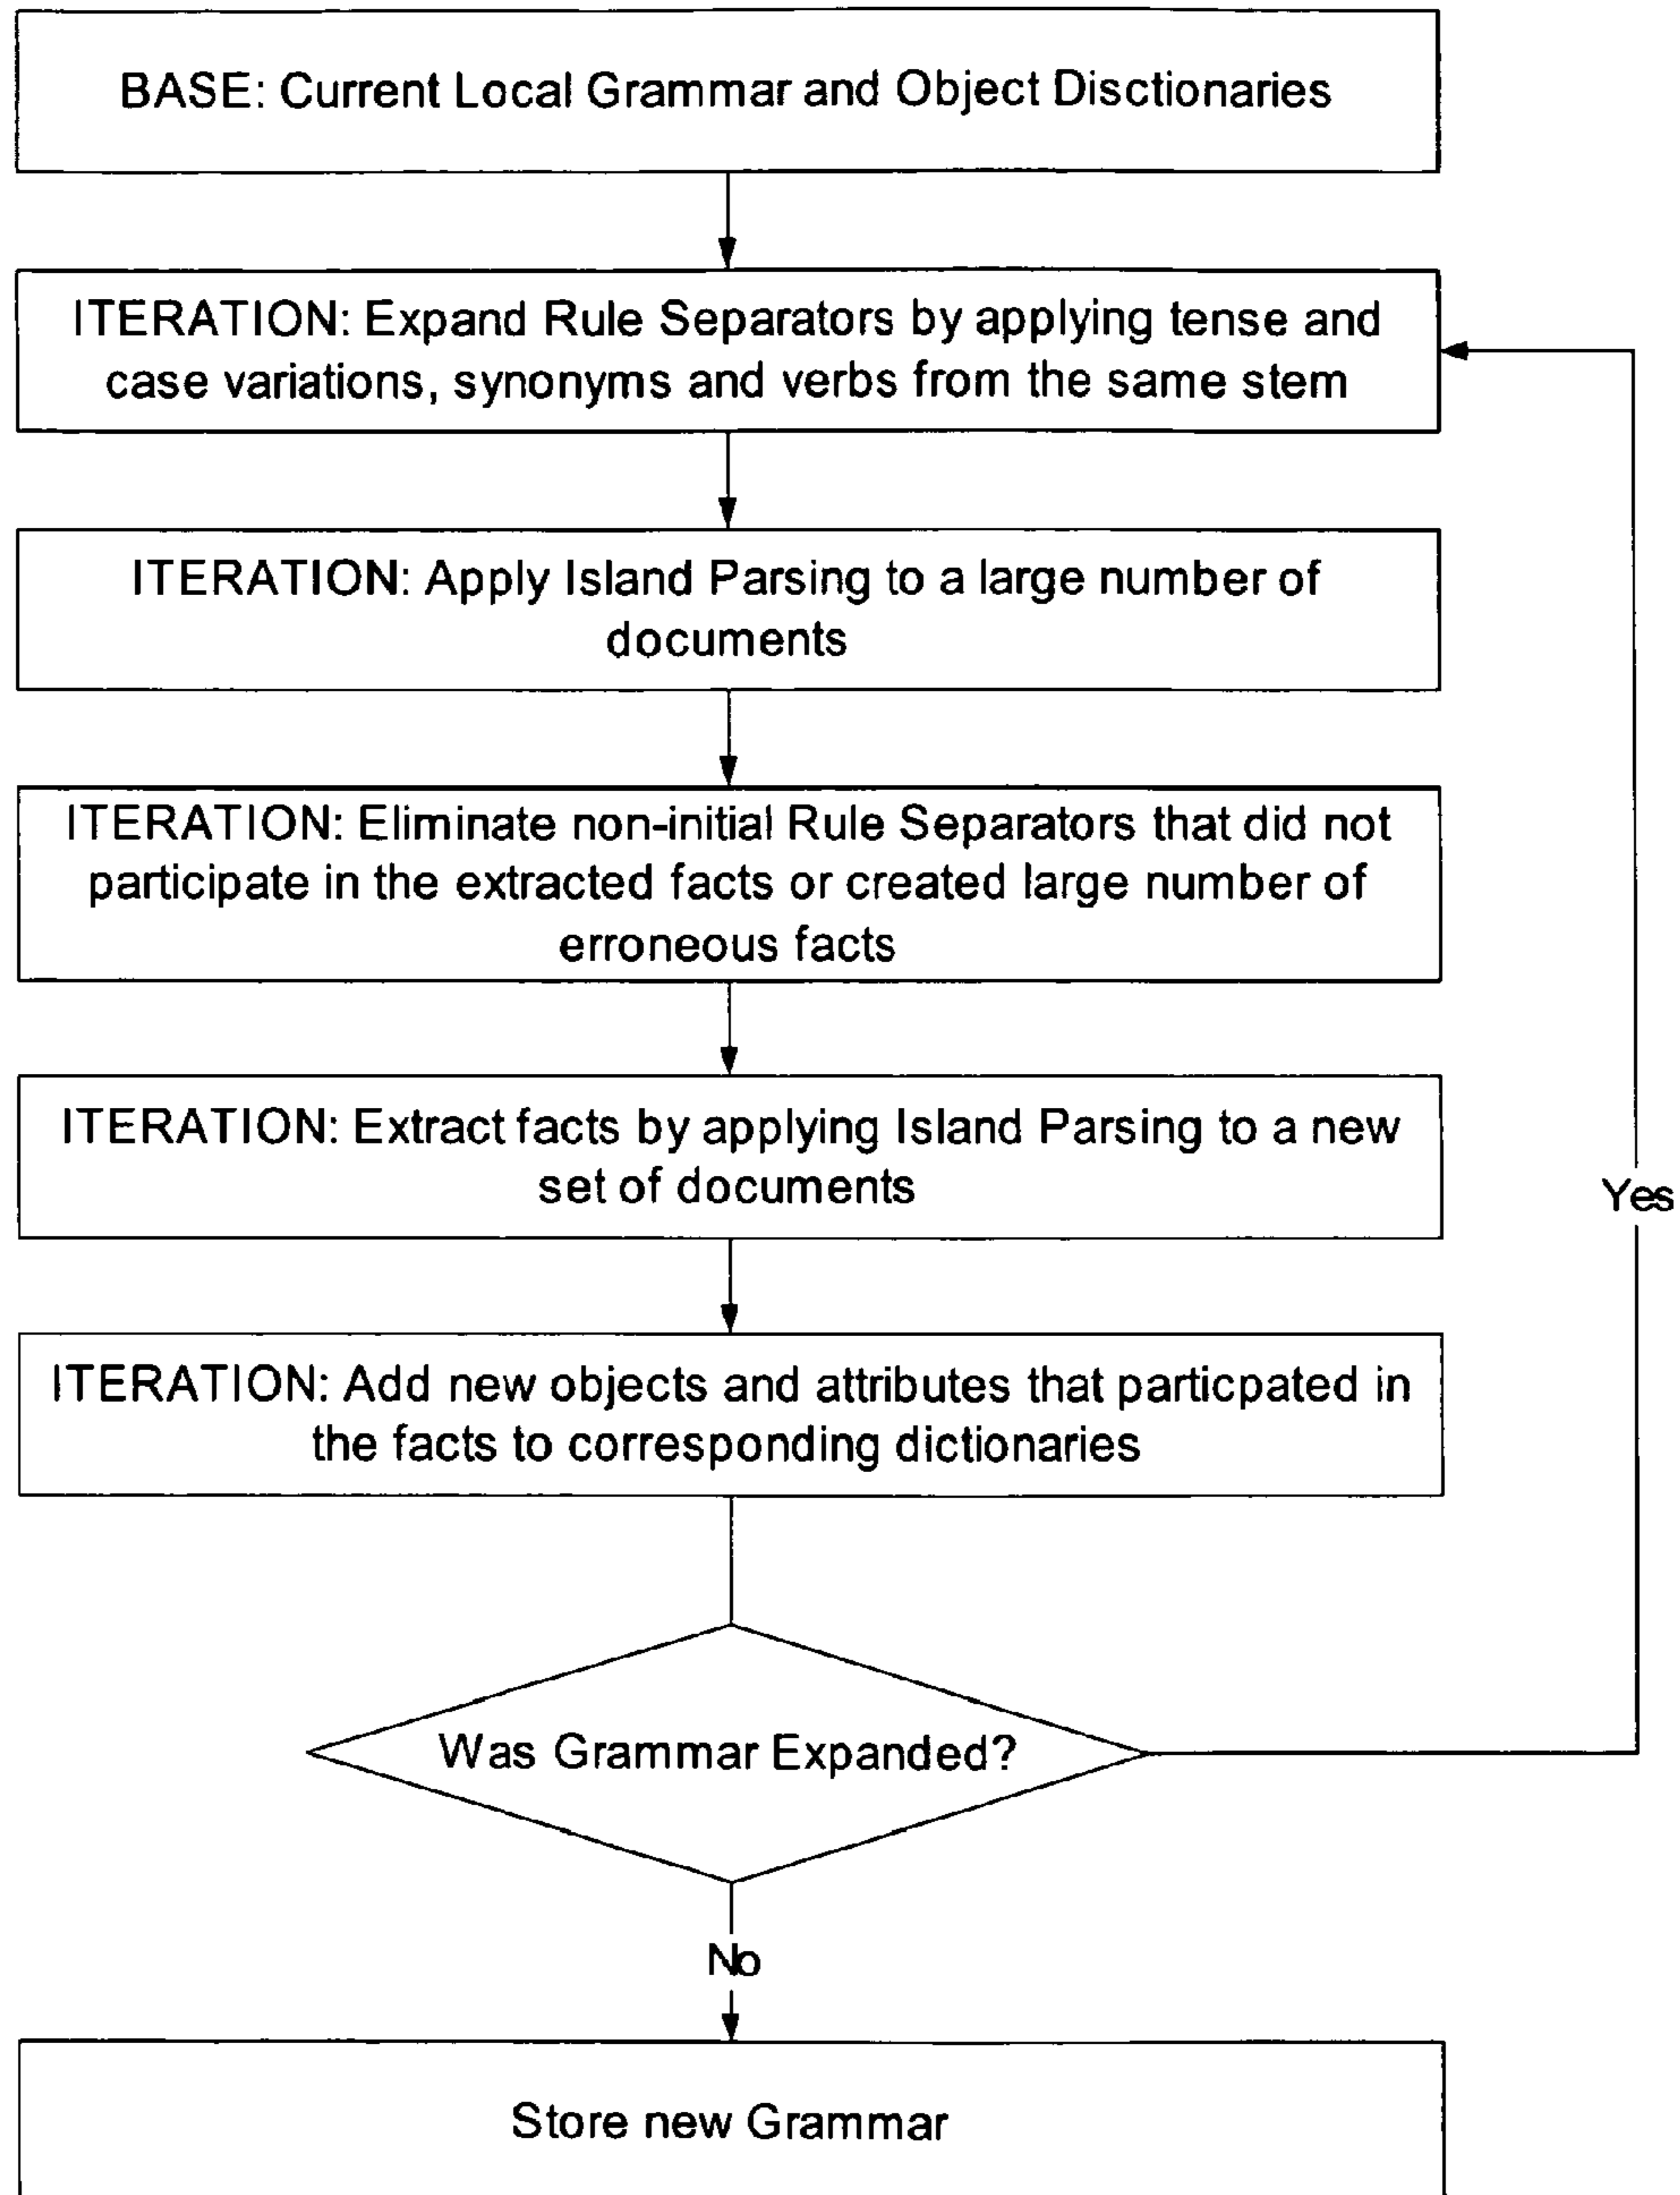 BASE: Current Local Grammar and Object Disctionaries
ITERATION: Expand Rule Separators by applying tense and
case variations, synonyms and verbs from the same stem
ITERATION: Apply Island Parsing to a large number of
documents
ITERATION: Eliminate non-initial Rule Separators that did not
participate in the extracted facts or created large number of
erroneous facts
ITERATION: Extract facts by applying Island Parsing to a new
set of documents
Yes
ITERATION: Add new objects and attributes that particpated in
the facts to corresponding dictionaries
Was Grammar Expanded?
No
Store new Grammar